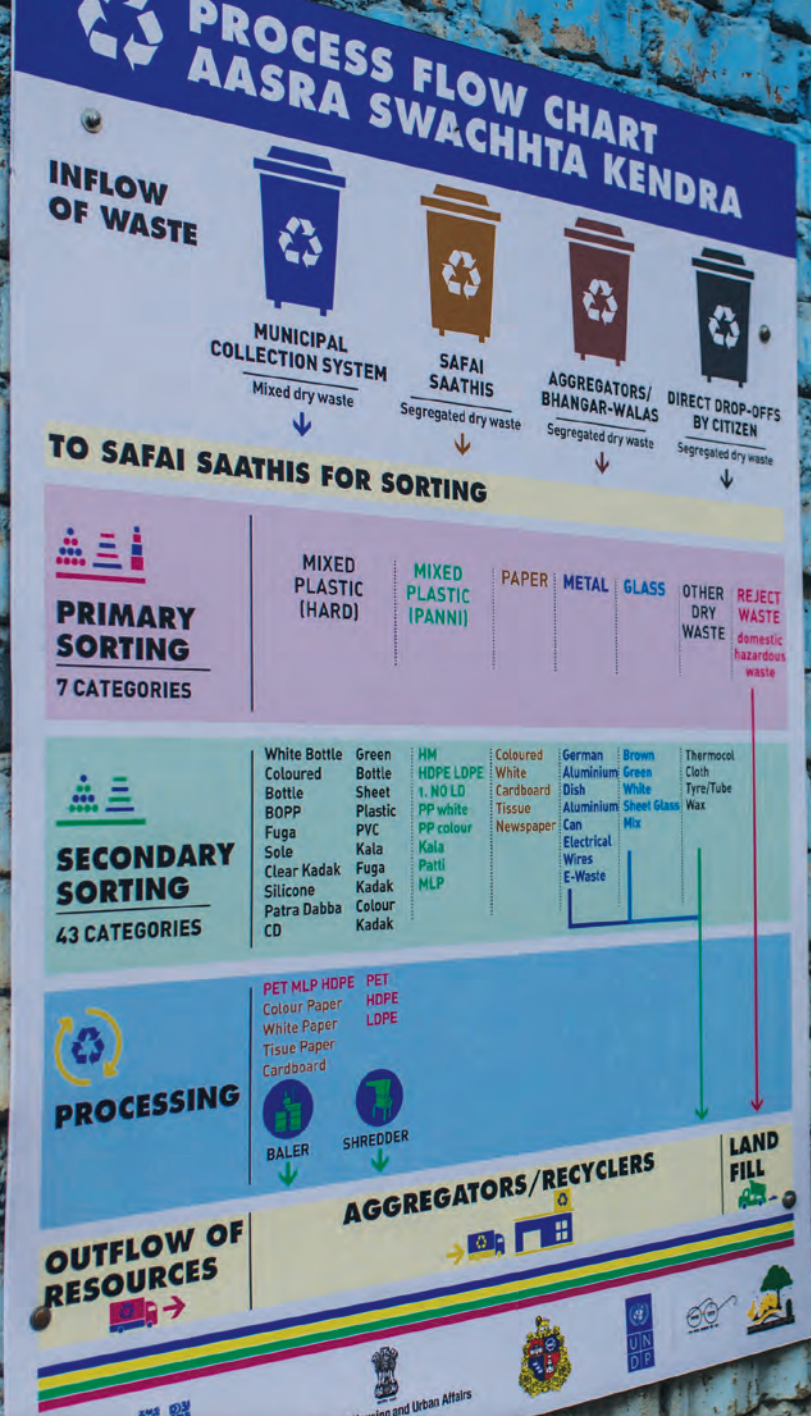 PROCESS FLOW CHART
AASRA SWACHHTA KENDRA
INFLOW
OF WASTE
MUNICIPAL
COLLECTION SYSTEM
Mixed dry waste
SAFAI
SAATHIS
Segregated dry waste
AGGREGATORS/
BHANGAR-WALAS
Segregated dry waste
DIRECT DROP-OFFS
BY CITIZEN
Segregated dry waste
TO SAFAI SAATHIS FOR SORTING
PRIMARY
SORTING
7 CATEGORIES
MIXED
PLASTIC
(HARD)
MIXED
PLASTIC
(PANNI)
PAPER
METAL
GLASS
OTHER
DRY
WASTE
REJECT
WASTE
domestic
hazardous
waste
SECONDARY
SORTING
43 CATEGORIES
White Bottle
Coloured
Bottle
BOPP
Fuga
Sole
Clear Kadak
Silicone
Patra Dabba
CD
Green
Bottle
Sheet
Plastic
PVC
Kala
Fuga
Kadak
Colour
Kadak
HM
HDPE LDPE
1. NO LD
PP white
PP colour
Kala
Patti
MLP
Coloured
White
Cardboard
Tissue
Newspaper
German
Aluminium
Dish
Aluminium
Can
Electrical
Wires
E-Waste
Brown
Green
White
Sheet Glass
Mix
Thermocol
Cloth
Tyre/Tube
Wax
PROCESSING
PET MLP HDPE
Colour Paper
White Paper
Tisue Paper
Cardboard
BALER
PET
HDPE
LDPE
SHREDDER
OUTFLOW OF
RESOURCES
AGGREGATORS/RECYCLERS
LAND
FILL
and Urban Affairs
U N
D P